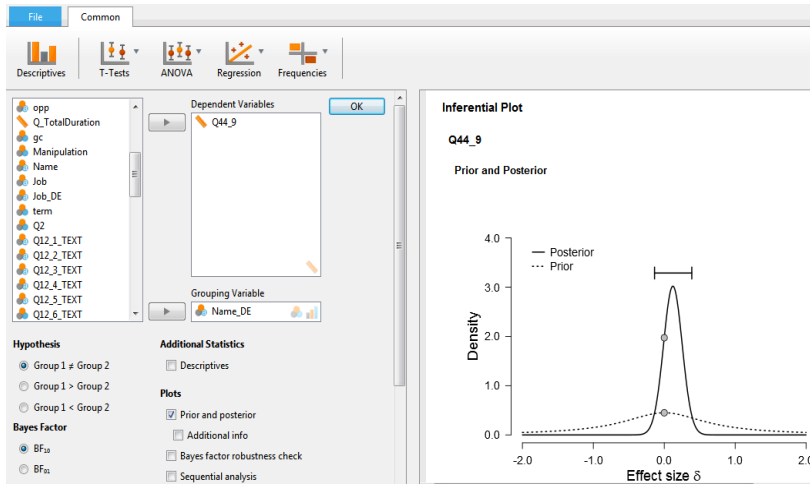 File Common
Descriptives T-Tests ANOVA Regression Frequencies
opp
Q_TotalDuration
gc
Manipulation
Name
Job
Job_DE
term
Q2
Q12_1_TEXT
Q12_2_TEXT
Q12_3_TEXT
Q12_4_TEXT
Q12_5_TEXT
Q12_6_TEXT
Dependent Variables
Q44_9
OK
Grouping Variable
Name_DE
Hypothesis
Group 1 ≠ Group 2
Group 1 > Group 2
Group 1 < Group 2
Bayes Factor
BF₁₀
BF₀₁
Additional Statistics
Descriptives
Plots
Prior and posterior
Additional info
Bayes factor robustness check
Sequential analysis
Inferential Plot
Q44_9
Prior and Posterior
Posterior
Prior
Density
4.0
3.0
2.0
1.0
0.0
-2.0 -1.0 0.0 1.0 2.0
Effect size δ